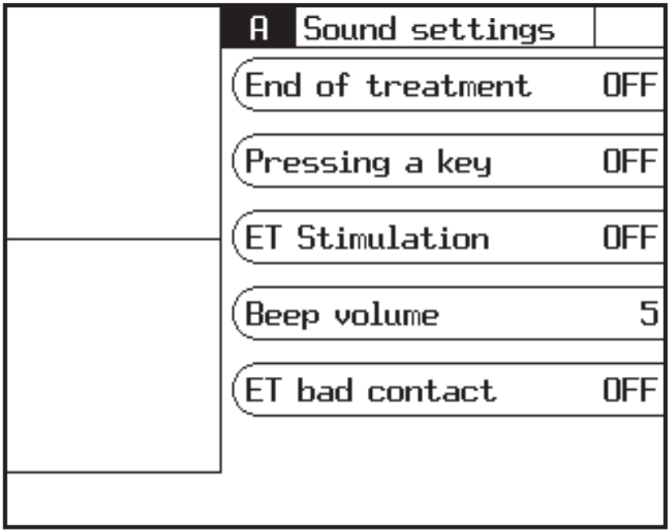 A Sound settings
End of treatment OFF
Pressing a key OFF
ET Stimulation OFF
Beep volume 5
ET bad contact OFF